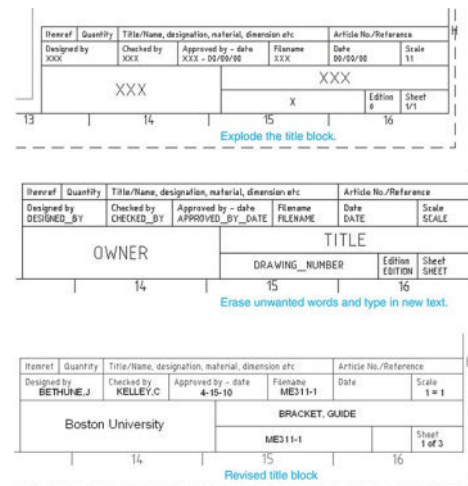 Itemref Quantity Title/Name, designation, material, dimension etc Article No./Reference
Designed by Checked by Approved by - date Filename Date Scale
XXX XXX XXX - 00/00/00 XXX 00/00/00 1:1
XXX XXX
X Edition Sheet
0 1/1
13 14 15 16
Explode the title block.
Itemref Quantity Title/Name, designation, material, dimension etc Article No./Reference
Designed by Checked by Approved by - date Filename Date Scale
DESIGNED_BY CHECKED_BY APPROVED_BY_DATE FILENAME DATE SCALE
OWNER TITLE
DRAWING_NUMBER Edition Sheet
EDITION SHEET
14 15 16
Erase unwanted words and type in new text.
Itemref Quantity Title/Name, designation, material, dimension etc Article No./Reference
Designed by Checked by Approved by - date Filename Date Scale
BETHUNE,J KELLEY,C 4-15-10 ME311-1 1 = 1
Boston University BRACKET, GUIDE
ME311-1 Sheet
1 of 3
14 15 16
Revised title block